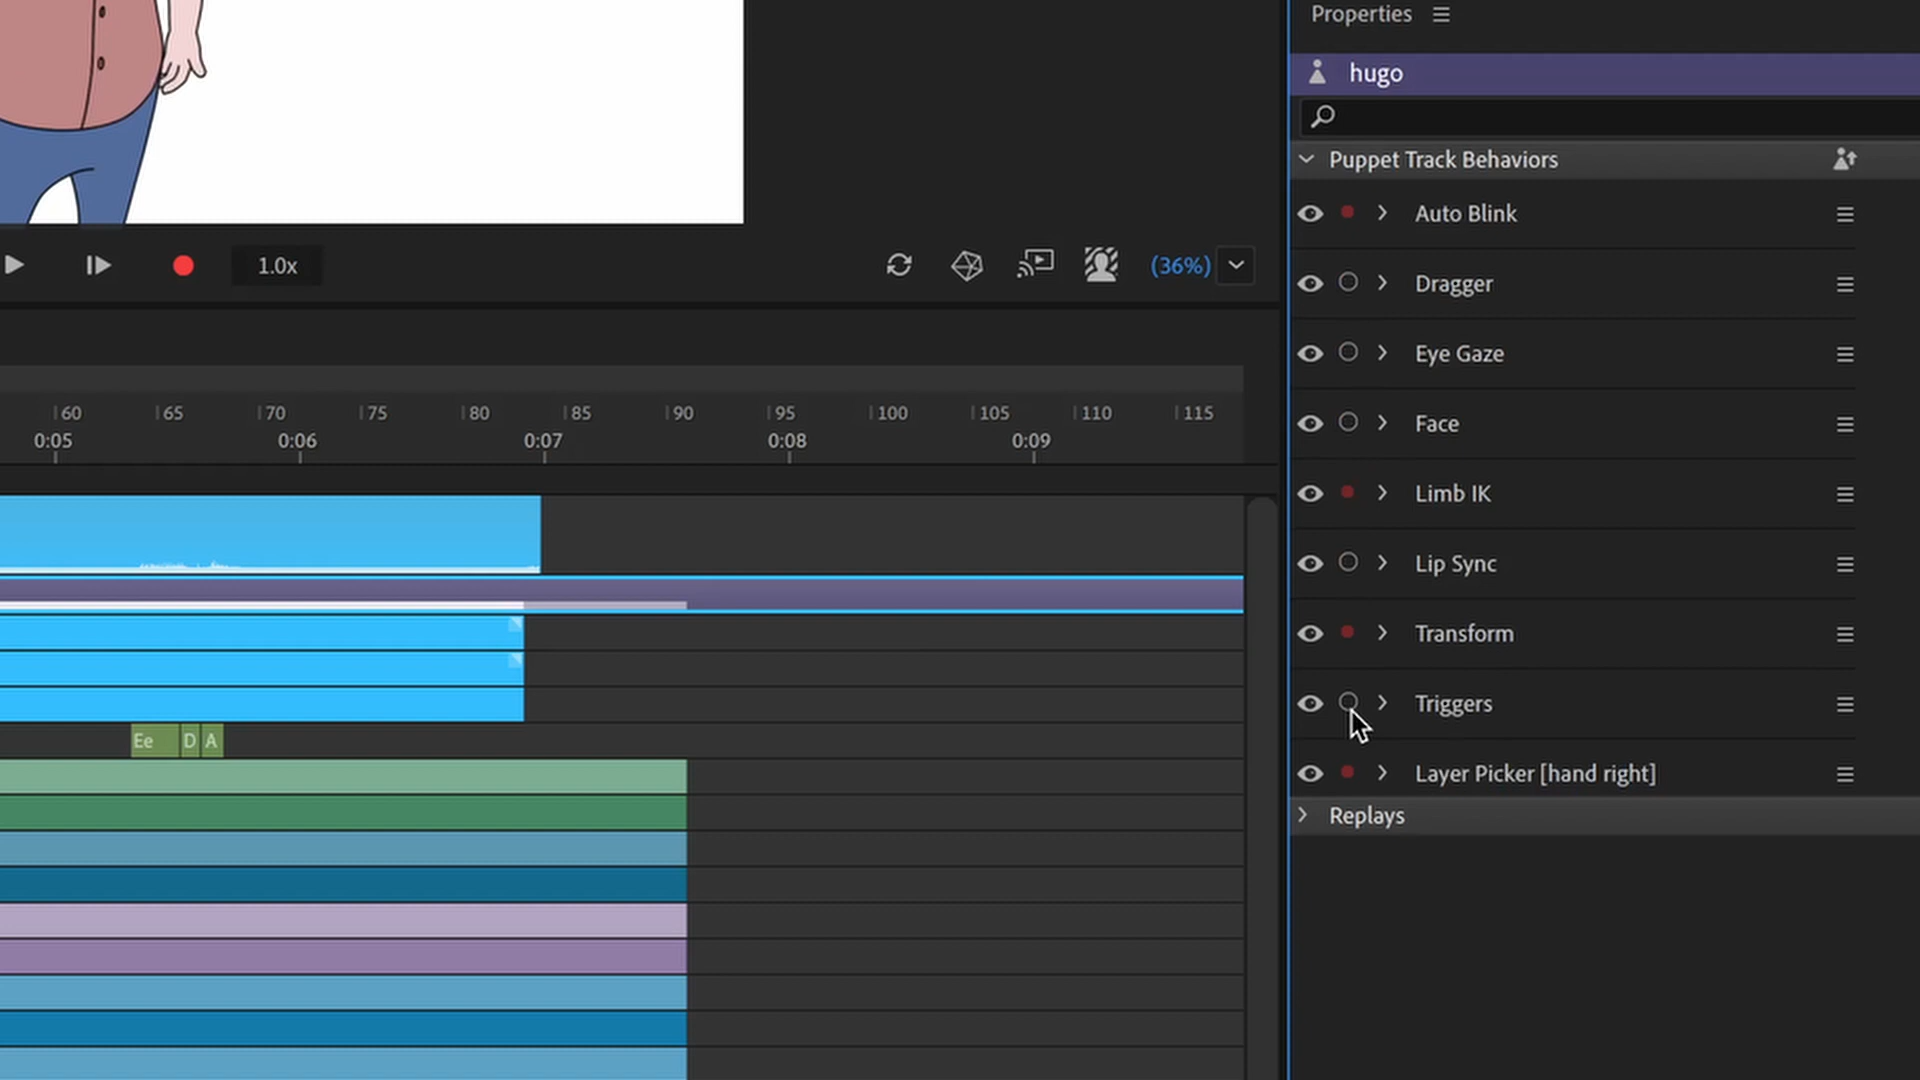 Properties
hugo
Puppet Track Behaviors
Auto Blink
Dragger
Eye Gaze
Face
Limb IK
Lip Sync
Transform
Triggers
Layer Picker [hand right]
Replays
1.0x
(36%)
60 65 70 75 80 85 90 95 100 105 110 115
0:05 0:06 0:07 0:08 0:09
Ee D A